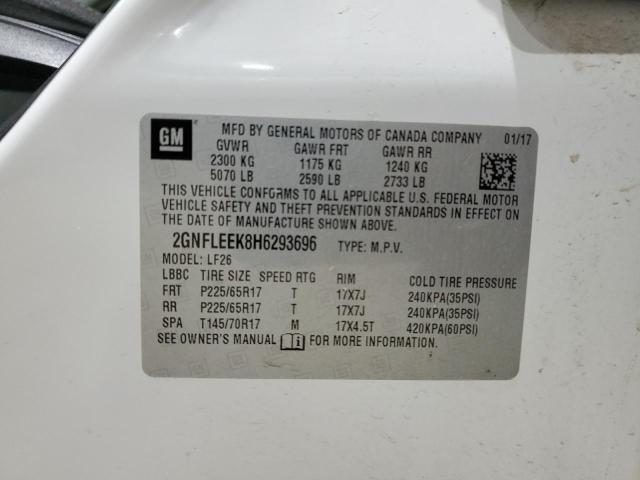 GM
MFD BY GENERAL MOTORS OF CANADA COMPANY 01/17
GVWR GAWR FRT GAWR RR
2300 KG 1175 KG 1240 KG
5070 LB 2590 LB 2733 LB
THIS VEHICLE CONFORMS TO ALL APPLICABLE U.S. FEDERAL MOTOR
VEHICLE SAFETY AND THEFT PREVENTION STANDARDS IN EFFECT ON
THE DATE OF MANUFACTURE SHOWN ABOVE.
2GNFLEEK8H6293696 TYPE: M.P.V.
MODEL: LF26
LBBC TIRE SIZE SPEED RTG RIM COLD TIRE PRESSURE
FRT P225/65R17 T 17X7J 240KPA(35PSI)
RR P225/65R17 T 17X7J 240KPA(35PSI)
SPA T145/70R17 M 17X4.5T 420KPA(60PSI)
SEE OWNER'S MANUAL FOR MORE INFORMATION.